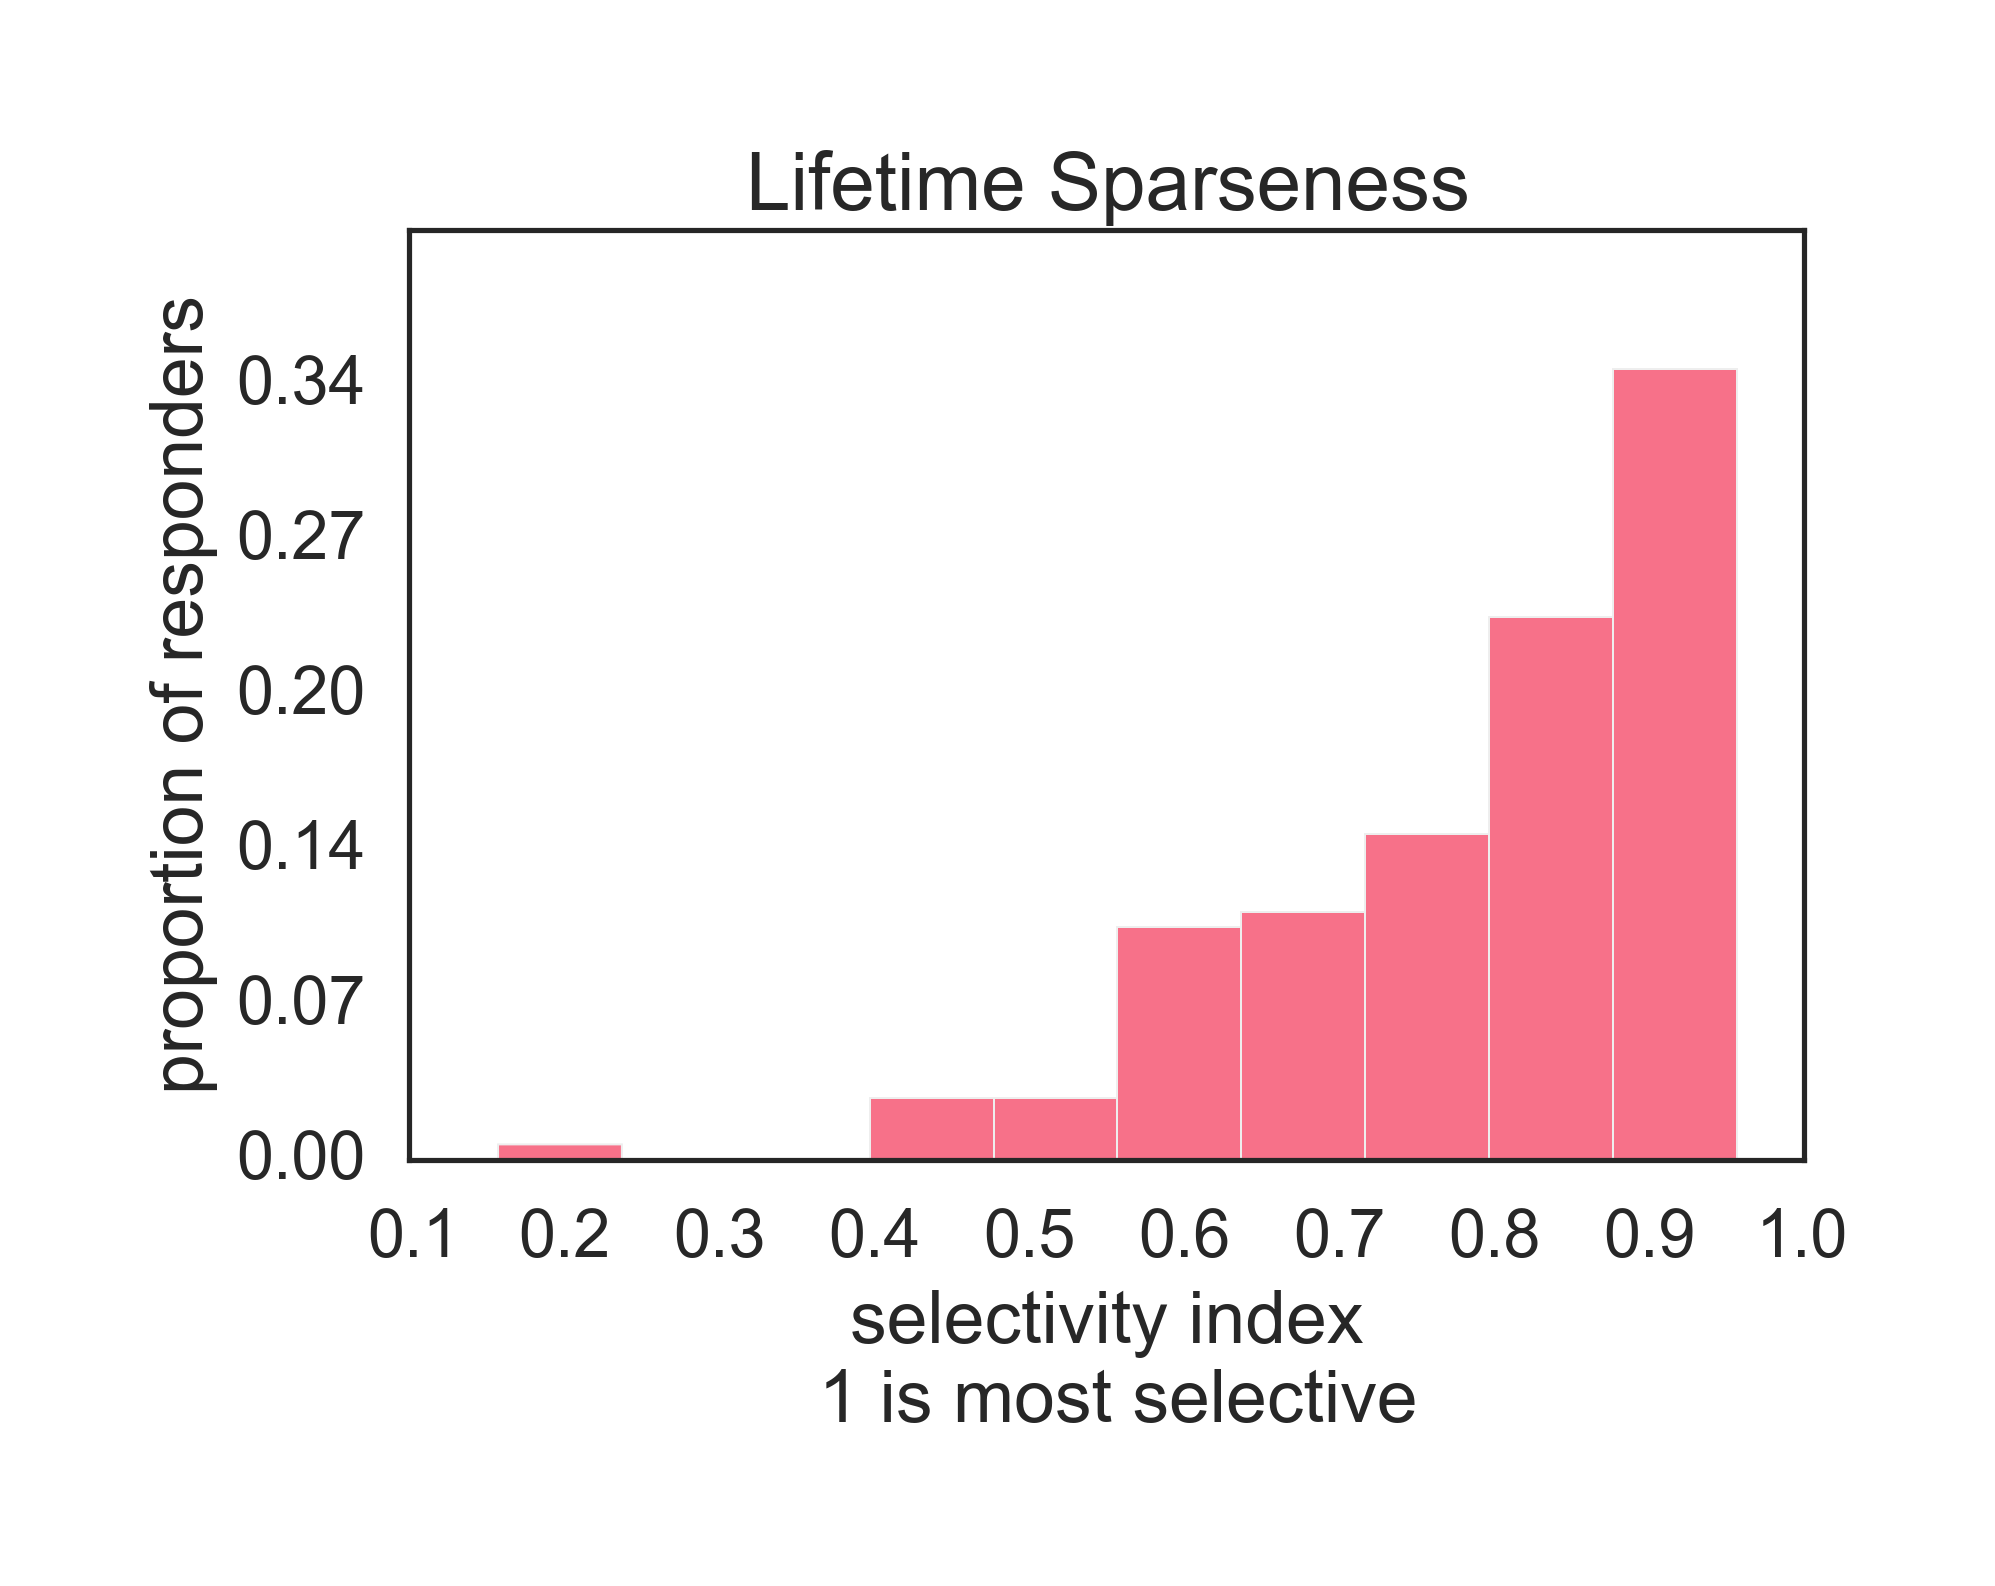 Lifetime Sparseness
proportion of responders
0.34
0.27
0.20
0.14
0.07
0.00
0.1 0.2 0.3 0.4 0.5 0.6 0.7 0.8 0.9 1.0
selectivity index
1 is most selective